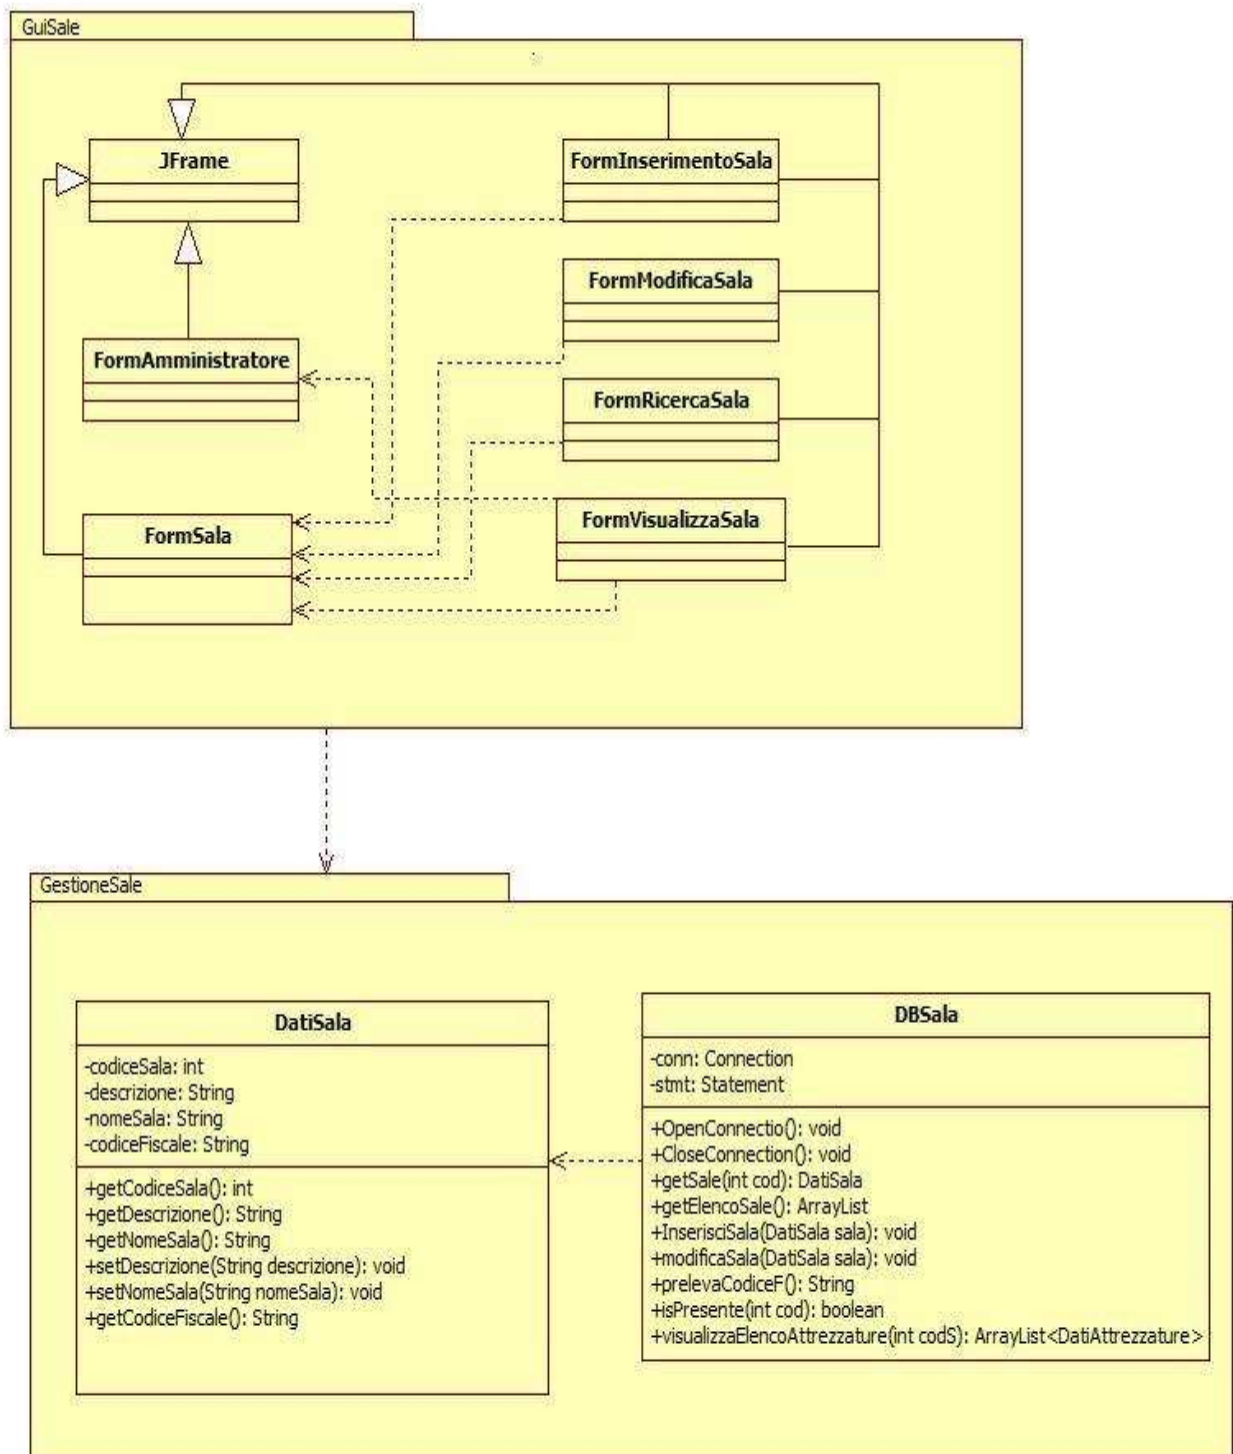 GuiSale
JFrame
FormInserimentoSala
FormModificaSala
FormAmministratore
FormRicercaSala
FormSala
FormVisualizzaSala
GestioneSale
DatiSala
-codiceSala: int
-descrizione: String
-nomeSala: String
-codiceFiscale: String
+getCodiceSala(): int
+getDescrizione(): String
+getNomeSala(): String
+setDescrizione(String descrizione): void
+setNomeSala(String nomeSala): void
+getCodiceFiscale(): String
DBSala
-conn: Connection
-stmt: Statement
+OpenConnectio(): void
+CloseConnection(): void
+getSale(int cod): DatiSala
+getElencoSale(): ArrayList
+InserisciSala(DatiSala sala): void
+modificaSala(DatiSala sala): void
+prelevaCodiceF(): String
+isPresente(int cod): boolean
+visualizzaElencoAttrezzature(int codS): ArrayList<DatiAttrezzature>